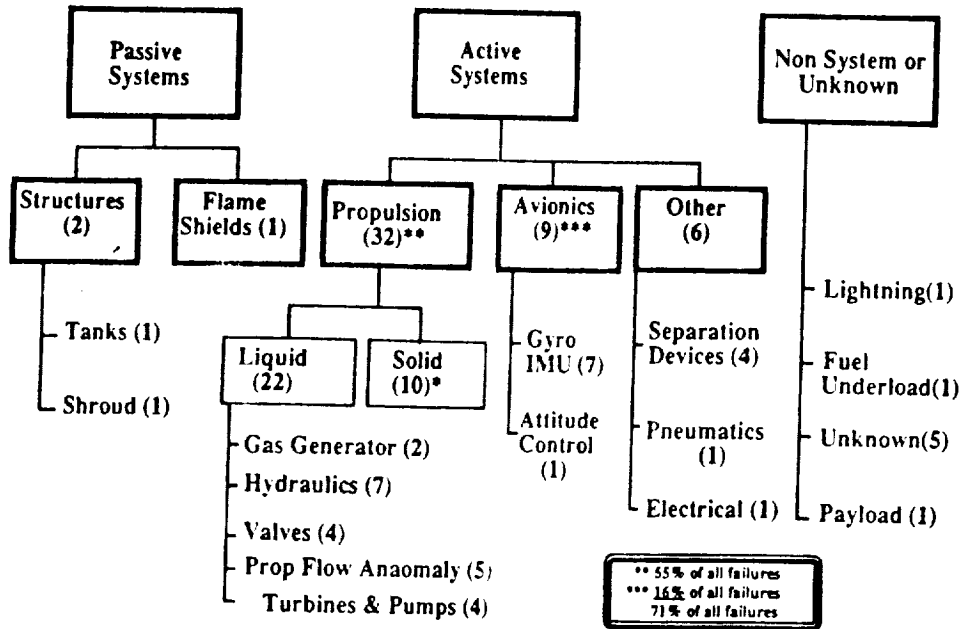 Passive
Systems
Active
Systems
Non System or
Unknown
Structures
(2)
Flame
Shields (1)
Propulsion
(32)**
Avionics
(9)***
Other
(6)
Tanks (1)
Shroud (1)
Liquid
(22)
Solid
(10)*
Gas Generator (2)
Hydraulics (7)
Valves (4)
Prop Flow Anaomaly (5)
Turbines & Pumps (4)
Gyro
IMU (7)
Attitude
Control
(1)
Separation
Devices (4)
Pneumatics
(1)
Electrical (1)
Lightning(1)
Fuel
Underload(1)
Unknown(5)
Payload (1)
** 55% of all failures
*** 16% of all failures
71% of all failures